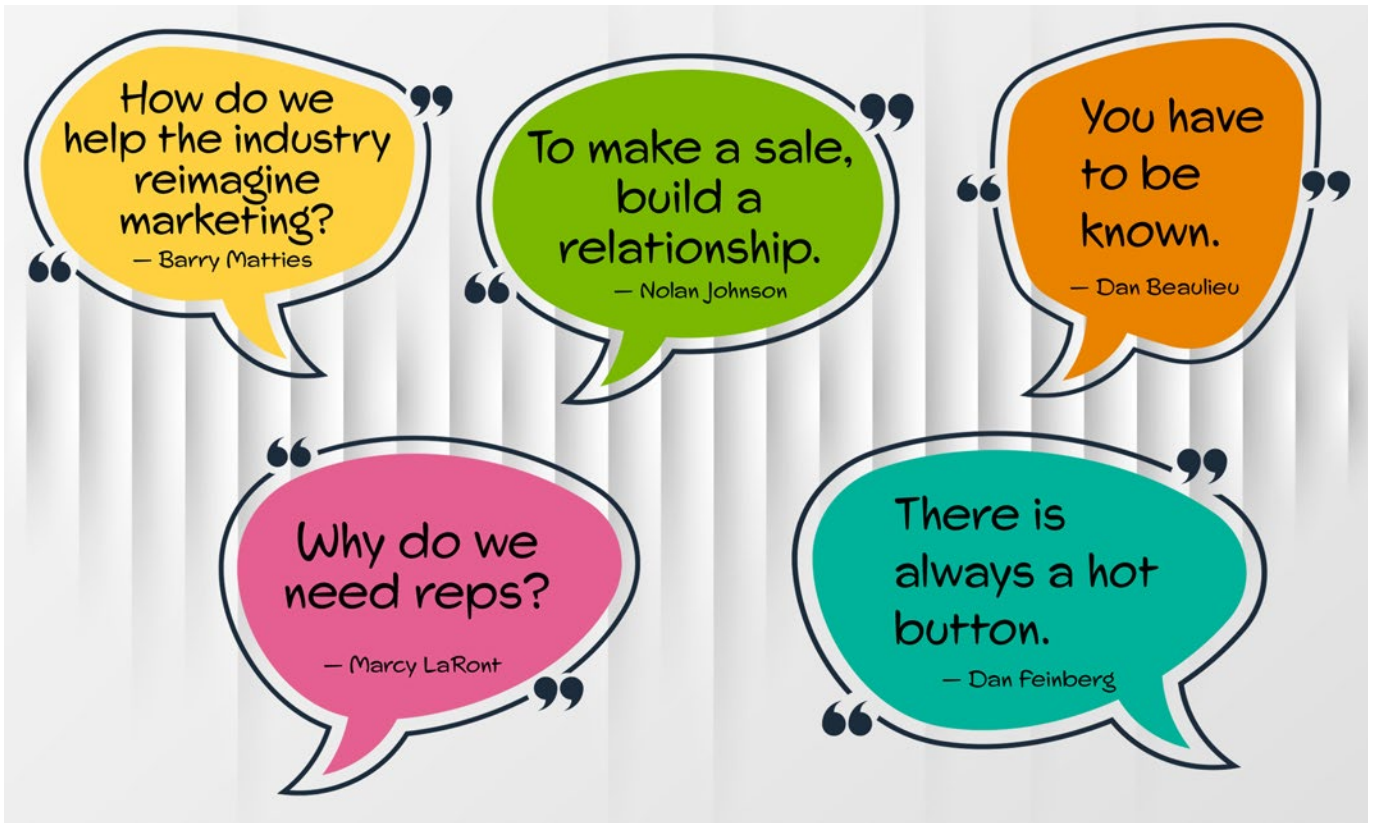 How do we
help the industry
reimagine
marketing?
— Barry Matties
To make a sale,
build a
relationship.
— Nolan Johnson
You have
to be
known.
— Dan Beaulieu
Why do we
need reps?
— Marcy LaRont
There is
always a hot
button.
— Dan Feinberg